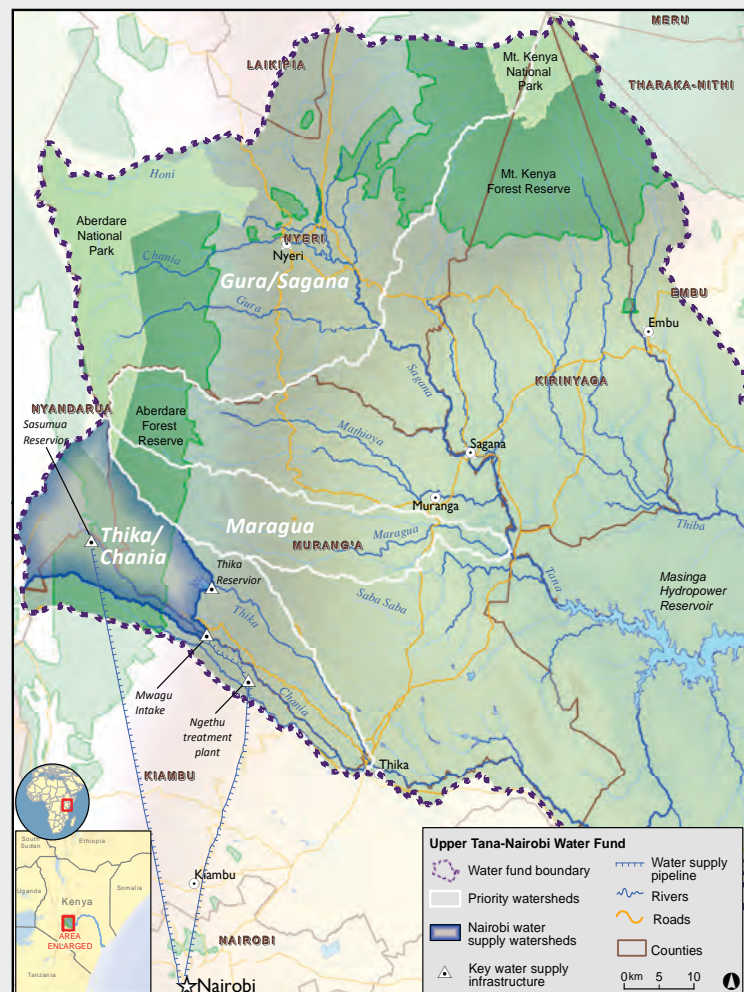 MERU
LAIKIPIA
Mt. Kenya
National
Park
THARAKA-NITHI
Mt. Kenya
Forest Reserve
Honi
Aberdare
National
Park
NYERI
Nyeri
Chania
Gura/Sagana
Gura
EMBU
Embu
Sagana
KIRINYAGA
NYANDARUA
Sasumua
Reservior
Aberdare
Forest
Reserve
Mathioya
Sagana
Muranga
Thiba
Thika/
Chania
Maragua
MURANG'A
Maragua
Thika
Reservior
Tana
Masinga
Hydropower
Reservoir
Saba Saba
Thika
Mwagu
Intake
Chania
Ngethu
treatment
plant
Thika
KIAMBU
Kiambu
NAIROBI
Nairobi
South
Sudan
Ethiopia
Uganda
Kenya
Somalia
AREA
ENLARGED
Tanzania
Upper Tana-Nairobi Water Fund
Water fund boundary
Priority watersheds
Nairobi water
supply watersheds
Key water supply
infrastructure
Water supply
pipeline
Rivers
Roads
Counties
0km 5 10